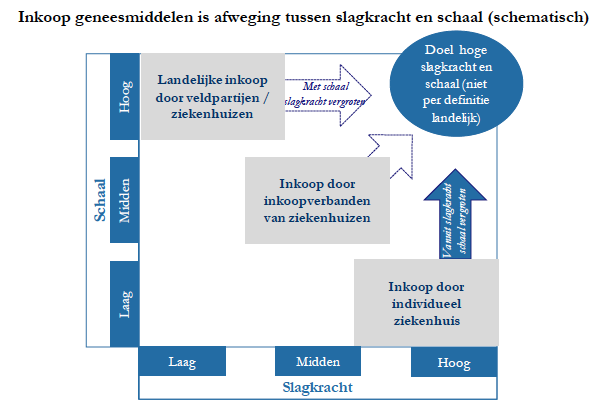 Inkoop geneesmiddelen is afweging tussen slagkracht en schaal (schematisch)
Landelijke inkoop
door veldpartijen /
ziekenhuizen
Met schaal
slagkracht vergroten
Doel hoge
slagkracht en
schaal (niet
per definitie
landelijk)
Hoog
Schaal
Midden
Inkoop door
inkoopverbanden
van ziekenhuizen
Vanuit slagkracht
schaal vergroten
Laag
Inkoop door
individueel
ziekenhuis
Laag
Midden
Hoog
Slagkracht